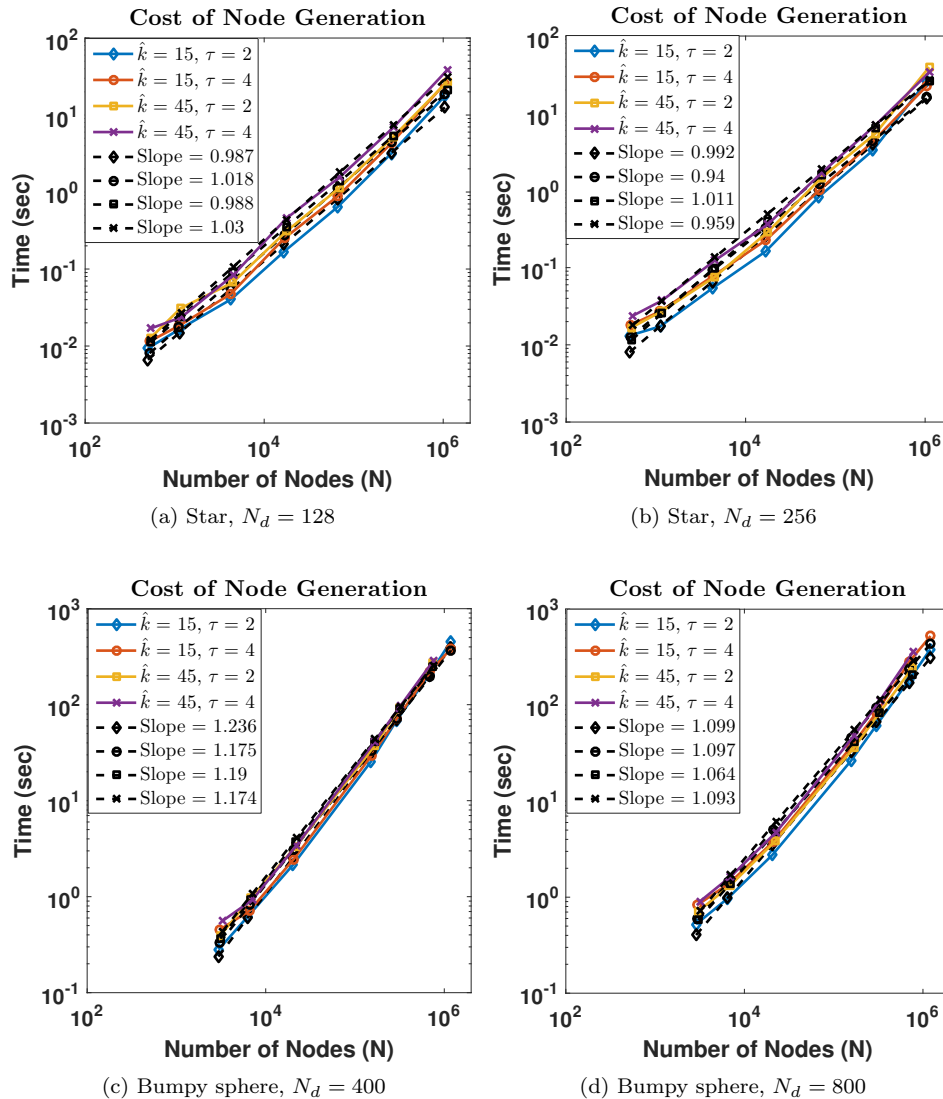 Cost of Node Generation
10^2
10^1
10^0
10^-1
10^-2
10^-3
Time (sec)
k̂ = 15, τ = 2
k̂ = 15, τ = 4
k̂ = 45, τ = 2
k̂ = 45, τ = 4
Slope = 0.987
Slope = 1.018
Slope = 0.988
Slope = 1.03
10^2
10^4
10^6
Number of Nodes (N)
(a) Star, N_d = 128
Cost of Node Generation
10^2
10^1
10^0
10^-1
10^-2
10^-3
Time (sec)
k̂ = 15, τ = 2
k̂ = 15, τ = 4
k̂ = 45, τ = 2
k̂ = 45, τ = 4
Slope = 0.992
Slope = 0.94
Slope = 1.011
Slope = 0.959
10^2
10^4
10^6
Number of Nodes (N)
(b) Star, N_d = 256
Cost of Node Generation
10^3
10^2
10^1
10^0
10^-1
Time (sec)
k̂ = 15, τ = 2
k̂ = 15, τ = 4
k̂ = 45, τ = 2
k̂ = 45, τ = 4
Slope = 1.236
Slope = 1.175
Slope = 1.19
Slope = 1.174
10^2
10^4
10^6
Number of Nodes (N)
(c) Bumpy sphere, N_d = 400
Cost of Node Generation
10^3
10^2
10^1
10^0
10^-1
Time (sec)
k̂ = 15, τ = 2
k̂ = 15, τ = 4
k̂ = 45, τ = 2
k̂ = 45, τ = 4
Slope = 1.099
Slope = 1.097
Slope = 1.064
Slope = 1.093
10^2
10^4
10^6
Number of Nodes (N)
(d) Bumpy sphere, N_d = 800